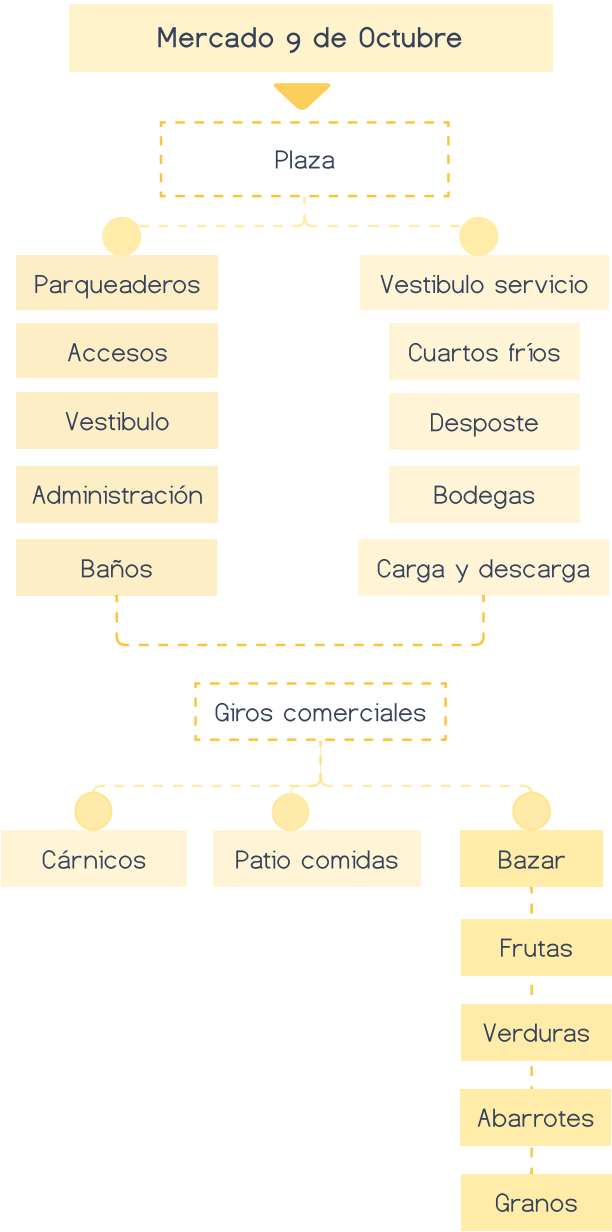 Mercado 9 de Octubre
Plaza
Parqueaderos
Accesos
Vestibulo
Administración
Baños
Vestibulo servicio
Cuartos fríos
Desposte
Bodegas
Carga y descarga
Giros comerciales
Cárnicos
Patio comidas
Bazar
Frutas
Verduras
Abarrotes
Granos